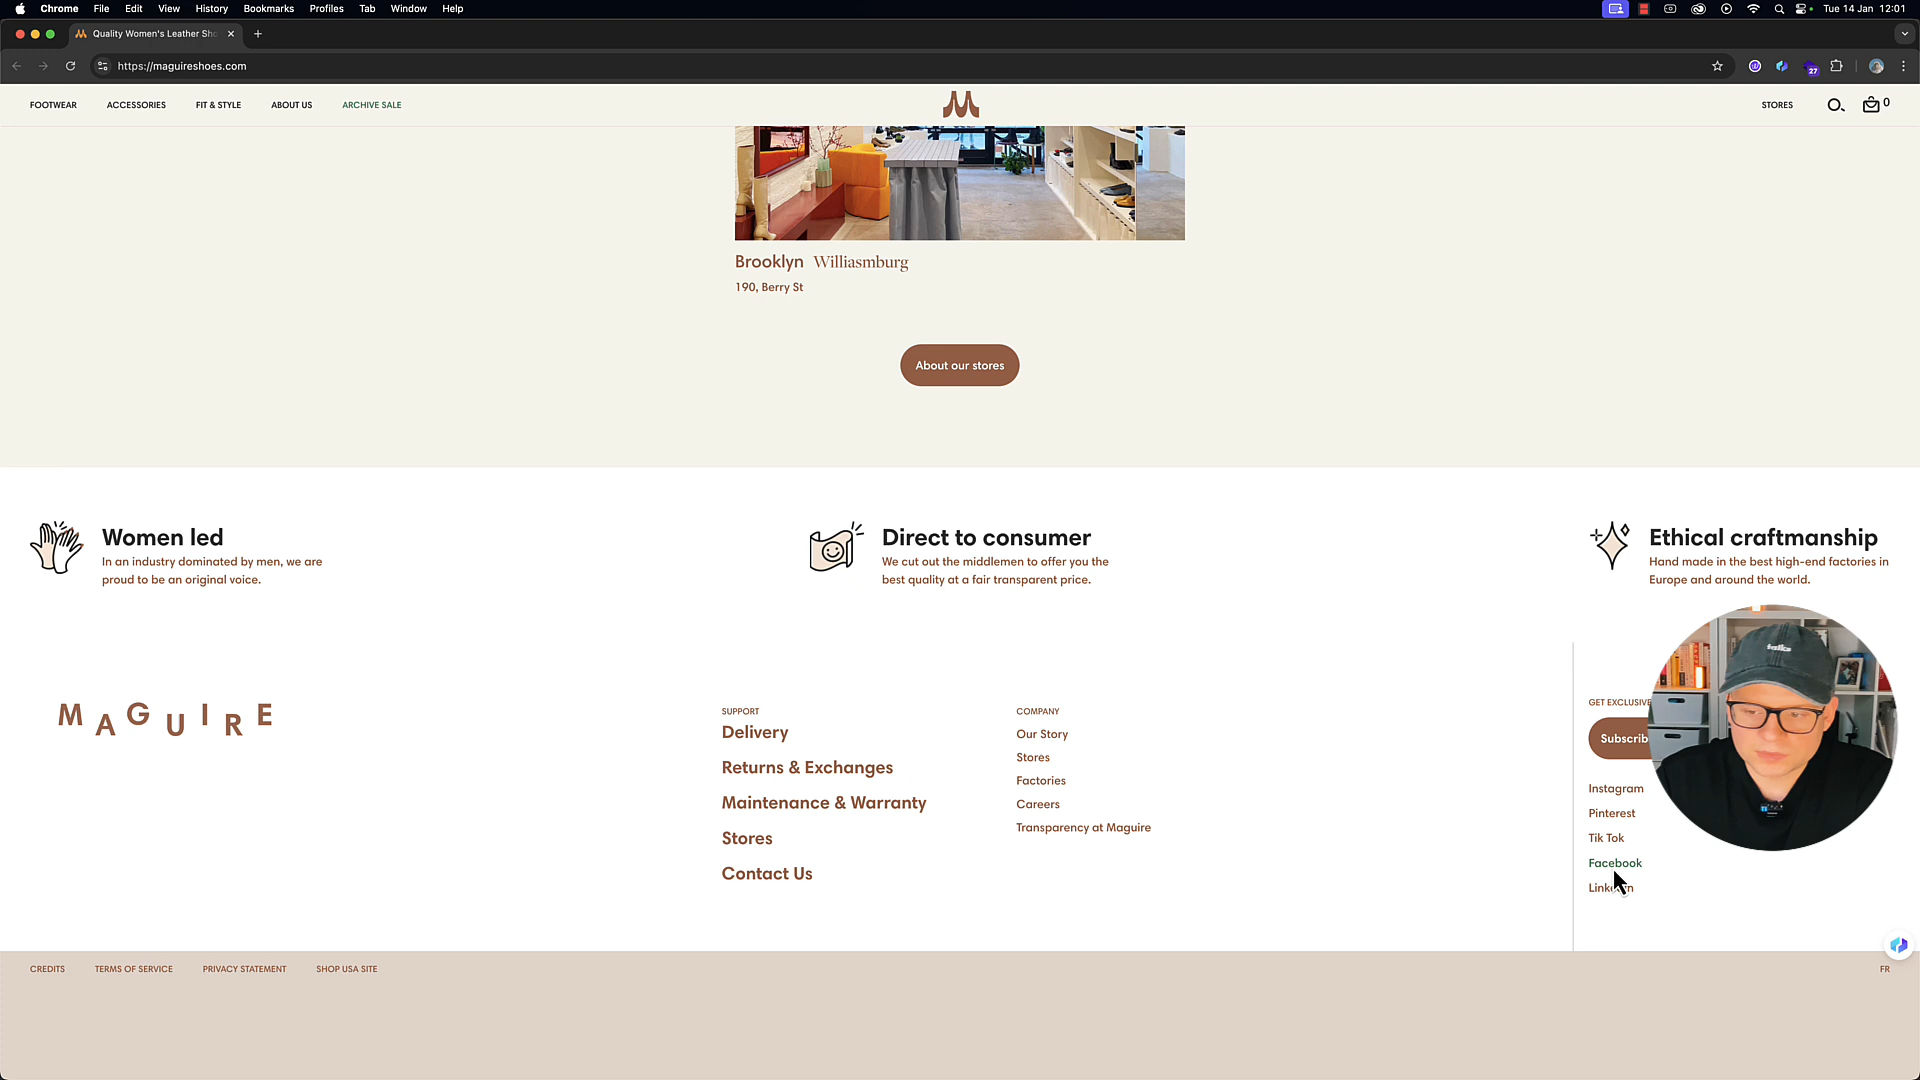 Chrome File Edit View History Bookmarks Profiles Tab Window Help
Tue 14 Jan 12:01
Quality Women's Leather Sho
https://maguireshoes.com
27
FOOTWEAR ACCESSORIES FIT & STYLE ABOUT US ARCHIVE SALE
STORES
0
Brooklyn Williasmburg
190, Berry St
About our stores
Women led
In an industry dominated by men, we are
proud to be an original voice.
Direct to consumer
We cut out the middlemen to offer you the
best quality at a fair transparent price.
Ethical craftmanship
Hand made in the best high-end factories in
Europe and around the world.
talks
MAGUIRE
SUPPORT
Delivery
Returns & Exchanges
Maintenance & Warranty
Stores
Contact Us
COMPANY
Our Story
Stores
Factories
Careers
Transparency at Maguire
GET EXCLUSIVE
Subscrib
Instagram
Pinterest
Tik Tok
Facebook
LinkedIn
CREDITS TERMS OF SERVICE PRIVACY STATEMENT SHOP USA SITE
FR